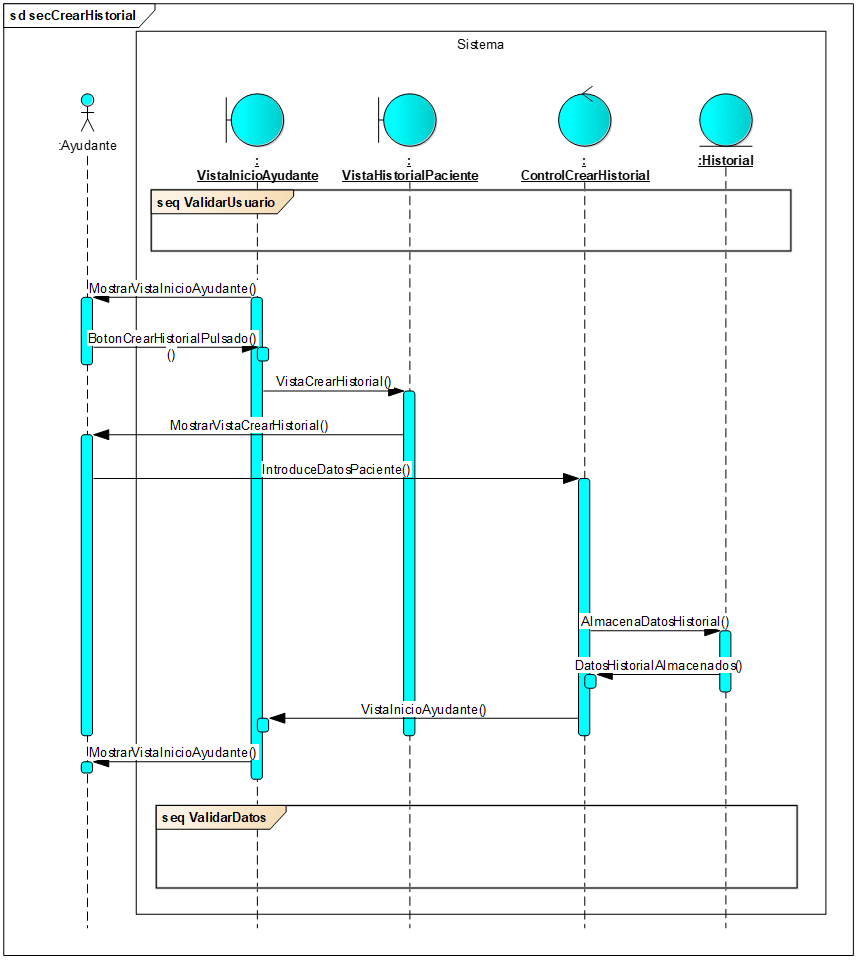 sd secCrearHistorial
Sistema
:Ayudante
:
VistaInicioAyudante
:
VistaHistorialPaciente
:
ControlCrearHistorial
:Historial
seq ValidarUsuario
MostrarVistaInicioAyudante()
BotonCrearHistorialPulsado()
()
VistaCrearHistorial()
MostrarVistaCrearHistorial()
IntroduceDatosPaciente()
AlmacenaDatosHistorial()
DatosHistorialAlmacenados()
VistaInicioAyudante()
MostrarVistaInicioAyudante()
seq ValidarDatos